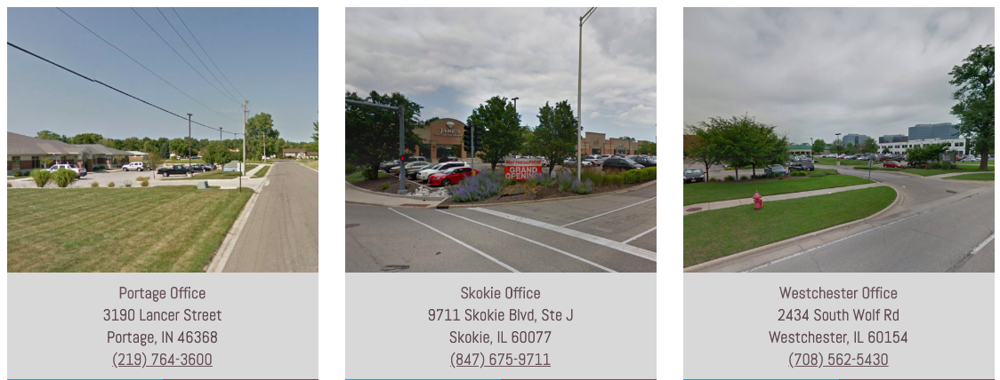 JARED
GRAND
OPENING
Portage Office
3190 Lancer Street
Portage, IN 46368
(219) 764-3600
Skokie Office
9711 Skokie Blvd, Ste J
Skokie, IL 60077
(847) 675-9711
Westchester Office
2434 South Wolf Rd
Westchester, IL 60154
(708) 562-5430